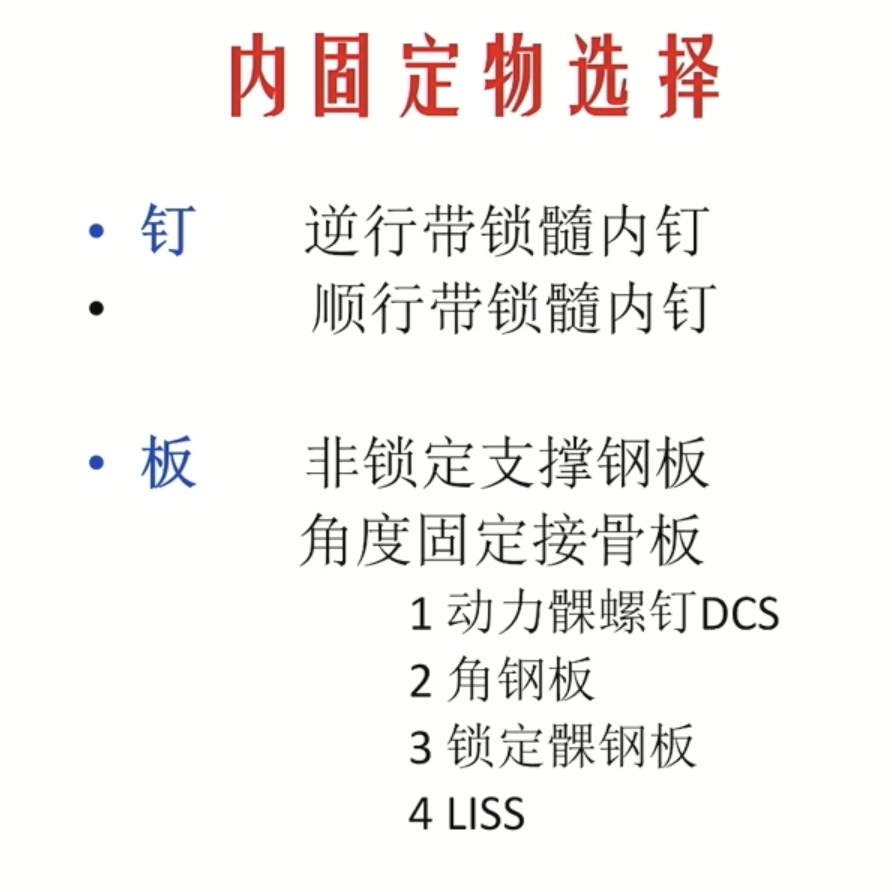 内固定物选择
• 钉 逆行带锁髓内钉
• 顺行带锁髓内钉
• 板 非锁定支撑钢板
角度固定接骨板
1 动力髁螺钉DCS
2 角钢板
3 锁定髁钢板
4 LISS